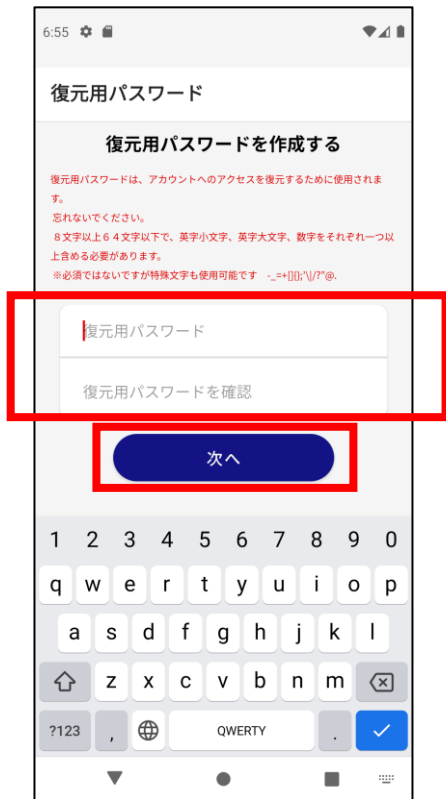 6:55
復元用パスワード
復元用パスワードを作成する
復元用パスワードは、アカウントへのアクセスを復元するために使用されま
す。
忘れないでください。
８文字以上６４文字以下で、英字小文字、英字大文字、数字をそれぞれ一つ以
上含める必要があります。
※必須ではないですが特殊文字も使用可能です -_=+[]{};'\|/?"@.
復元用パスワード
復元用パスワードを確認
次へ
1 2 3 4 5 6 7 8 9 0
q w e r t y u i o p
a s d f g h j k l
z x c v b n m
?123 , QWERTY .